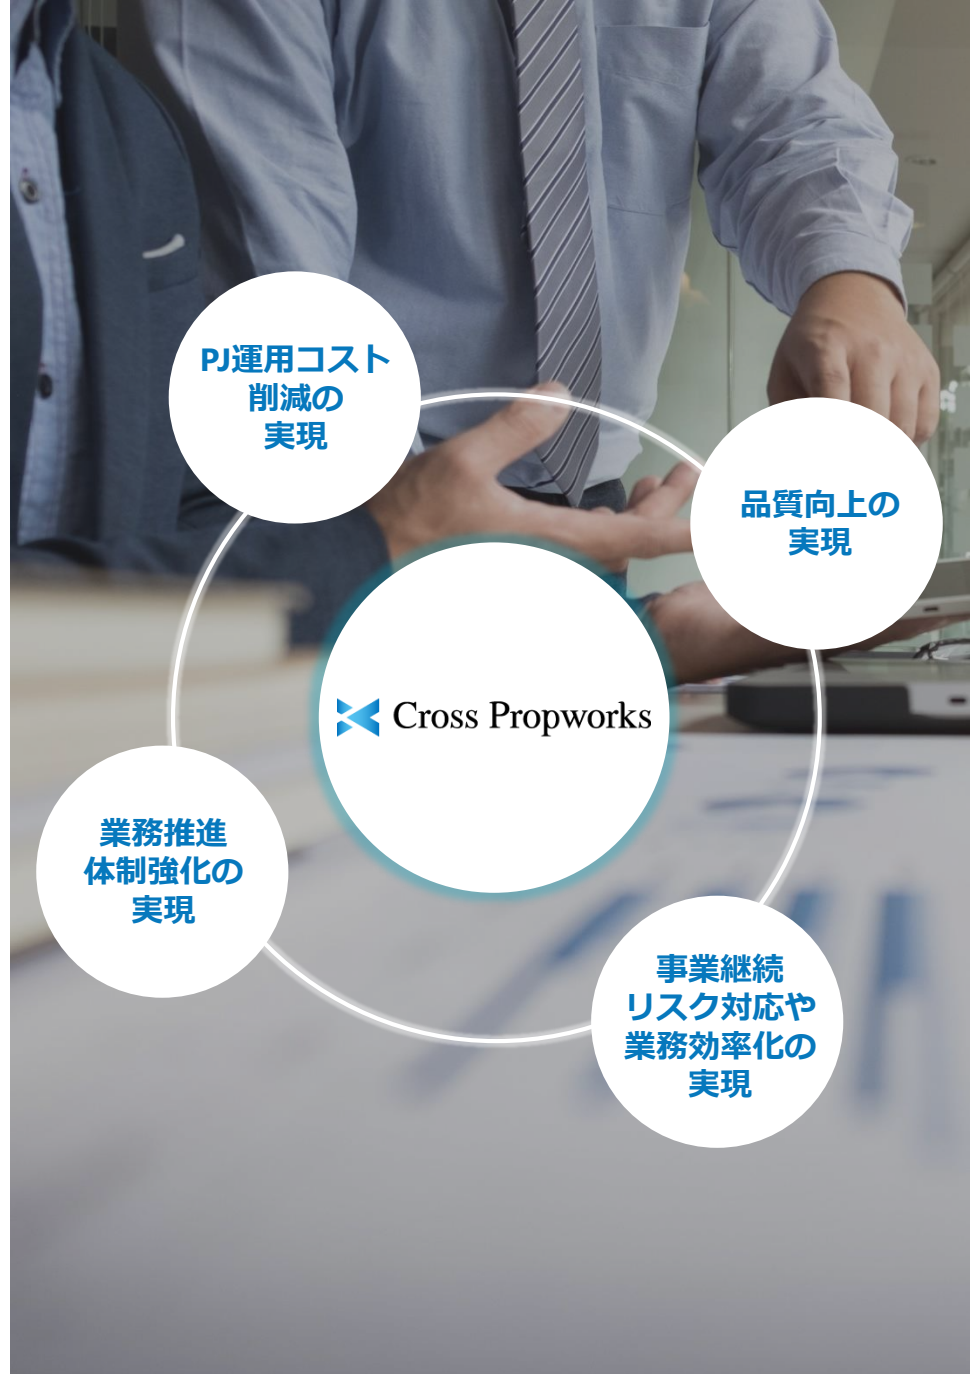 PJ運用コスト
削減の
実現
品質向上の
実現
Cross Propworks
業務推進
体制強化の
実現
事業継続
リスク対応や
業務効率化の
実現